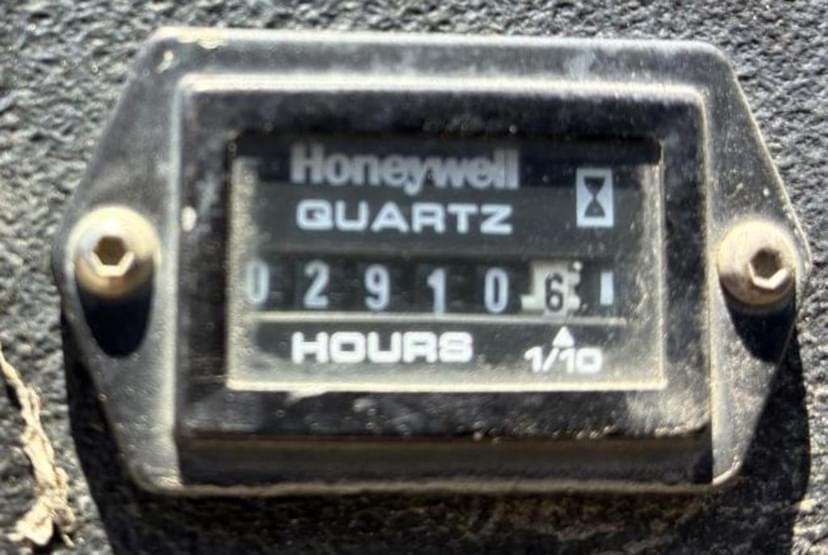 Honeywell
QUARTZ
0 2 9 1 0 6
HOURS 1/10